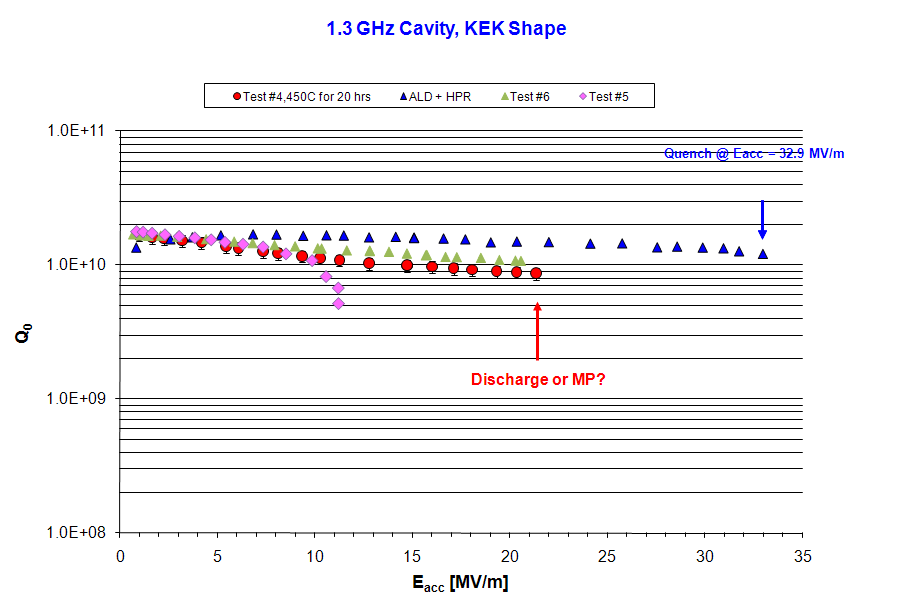 1.3 GHz Cavity, KEK Shape
Test #4,450C for 20 hrs ALD + HPR Test #6 Test #5
1.0E+11
Quench @ Eacc – 32.9 MV/m
1.0E+10
Q0
Discharge or MP?
1.0E+09
1.0E+08
0 5 10 15 20 25 30 35
Eacc [MV/m]